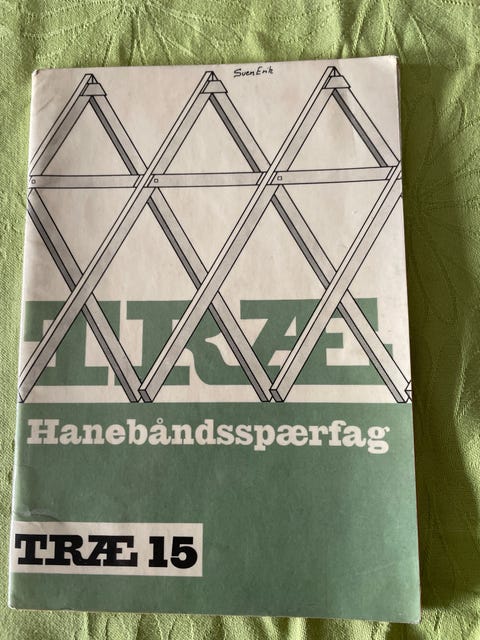 Sven Erik
TRÆ
Hanebåndsspærfag
TRÆ 15